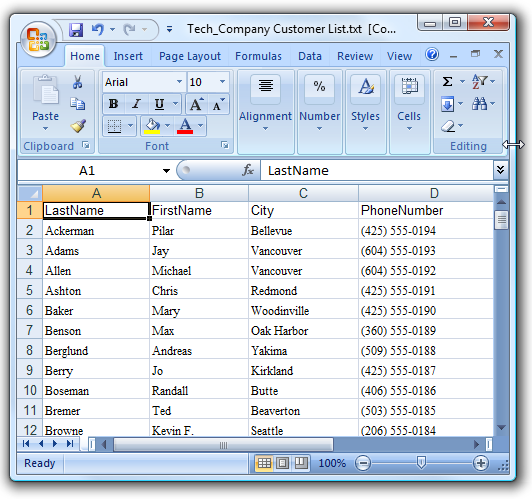 Tech_Company Customer List.txt [Co...
Home Insert Page Layout Formulas Data Review View
Paste Arial 10 Alignment Number Styles Cells
B I U A A % A Σ
Clipboard Font Editing
A1 fx LastName
A B C D
1 LastName FirstName City PhoneNumber
2 Ackerman Pilar Bellevue (425) 555-0194
3 Adams Jay Vancouver (604) 555-0193
4 Allen Michael Vancouver (604) 555-0192
5 Ashton Chris Redmond (425) 555-0191
6 Baker Mary Woodinville (425) 555-0190
7 Benson Max Oak Harbor (360) 555-0189
8 Berglund Andreas Yakima (509) 555-0188
9 Berry Jo Kirkland (425) 555-0187
10 Boseman Randall Butte (406) 555-0186
11 Bremer Ted Beaverton (503) 555-0185
12 Browne Kevin F. Seattle (206) 555-0184
Ready 100%